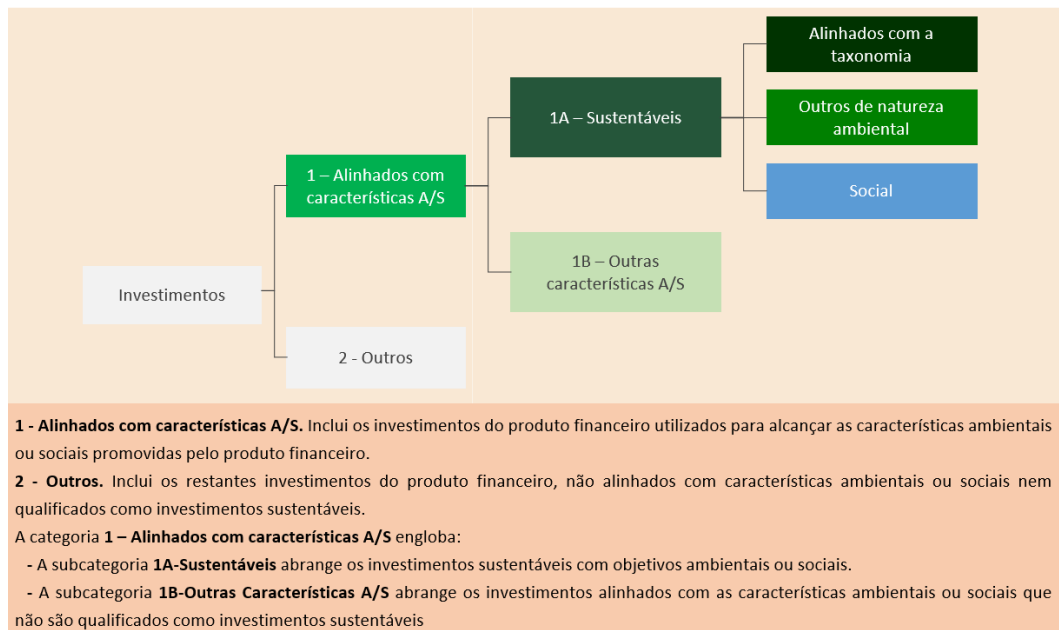 Alinhados com a
taxonomia
1A – Sustentáveis
Outros de natureza
ambiental
1 – Alinhados com
características A/S
Social
1B – Outras
características A/S
Investimentos
2 - Outros
1 - Alinhados com características A/S. Inclui os investimentos do produto financeiro utilizados para alcançar as características ambientais
ou sociais promovidas pelo produto financeiro.
2 - Outros. Inclui os restantes investimentos do produto financeiro, não alinhados com características ambientais ou sociais nem
qualificados como investimentos sustentáveis.
A categoria 1 – Alinhados com características A/S engloba:
- A subcategoria 1A-Sustentáveis abrange os investimentos sustentáveis com objetivos ambientais ou sociais.
- A subcategoria 1B-Outras Características A/S abrange os investimentos alinhados com as características ambientais ou sociais que
não são qualificados como investimentos sustentáveis